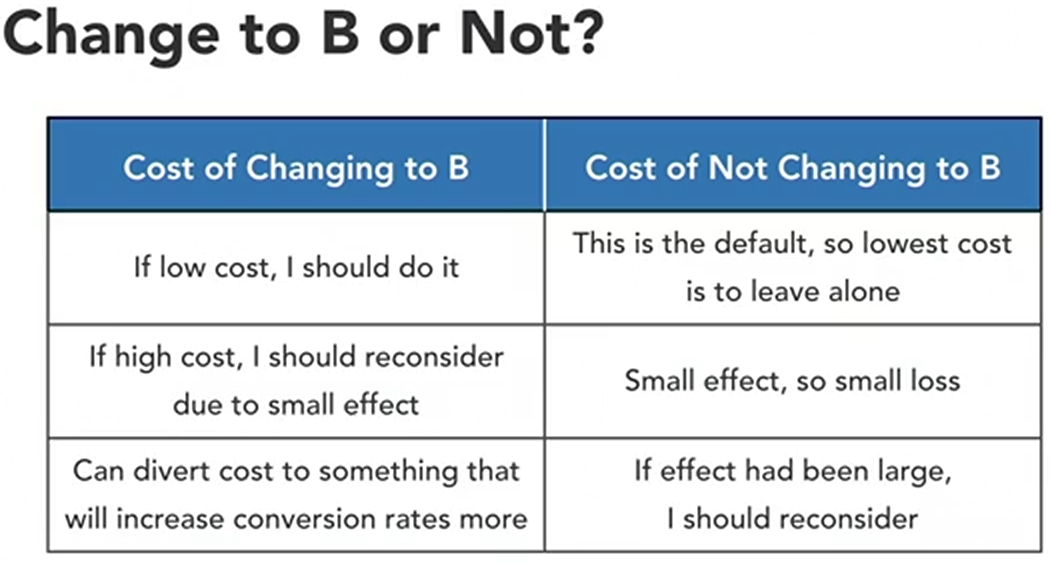 Change to B or Not?
Cost of Changing to B
Cost of Not Changing to B
If low cost, I should do it
This is the default, so lowest cost
is to leave alone
If high cost, I should reconsider
due to small effect
Small effect, so small loss
Can divert cost to something that
will increase conversion rates more
If effect had been large,
I should reconsider